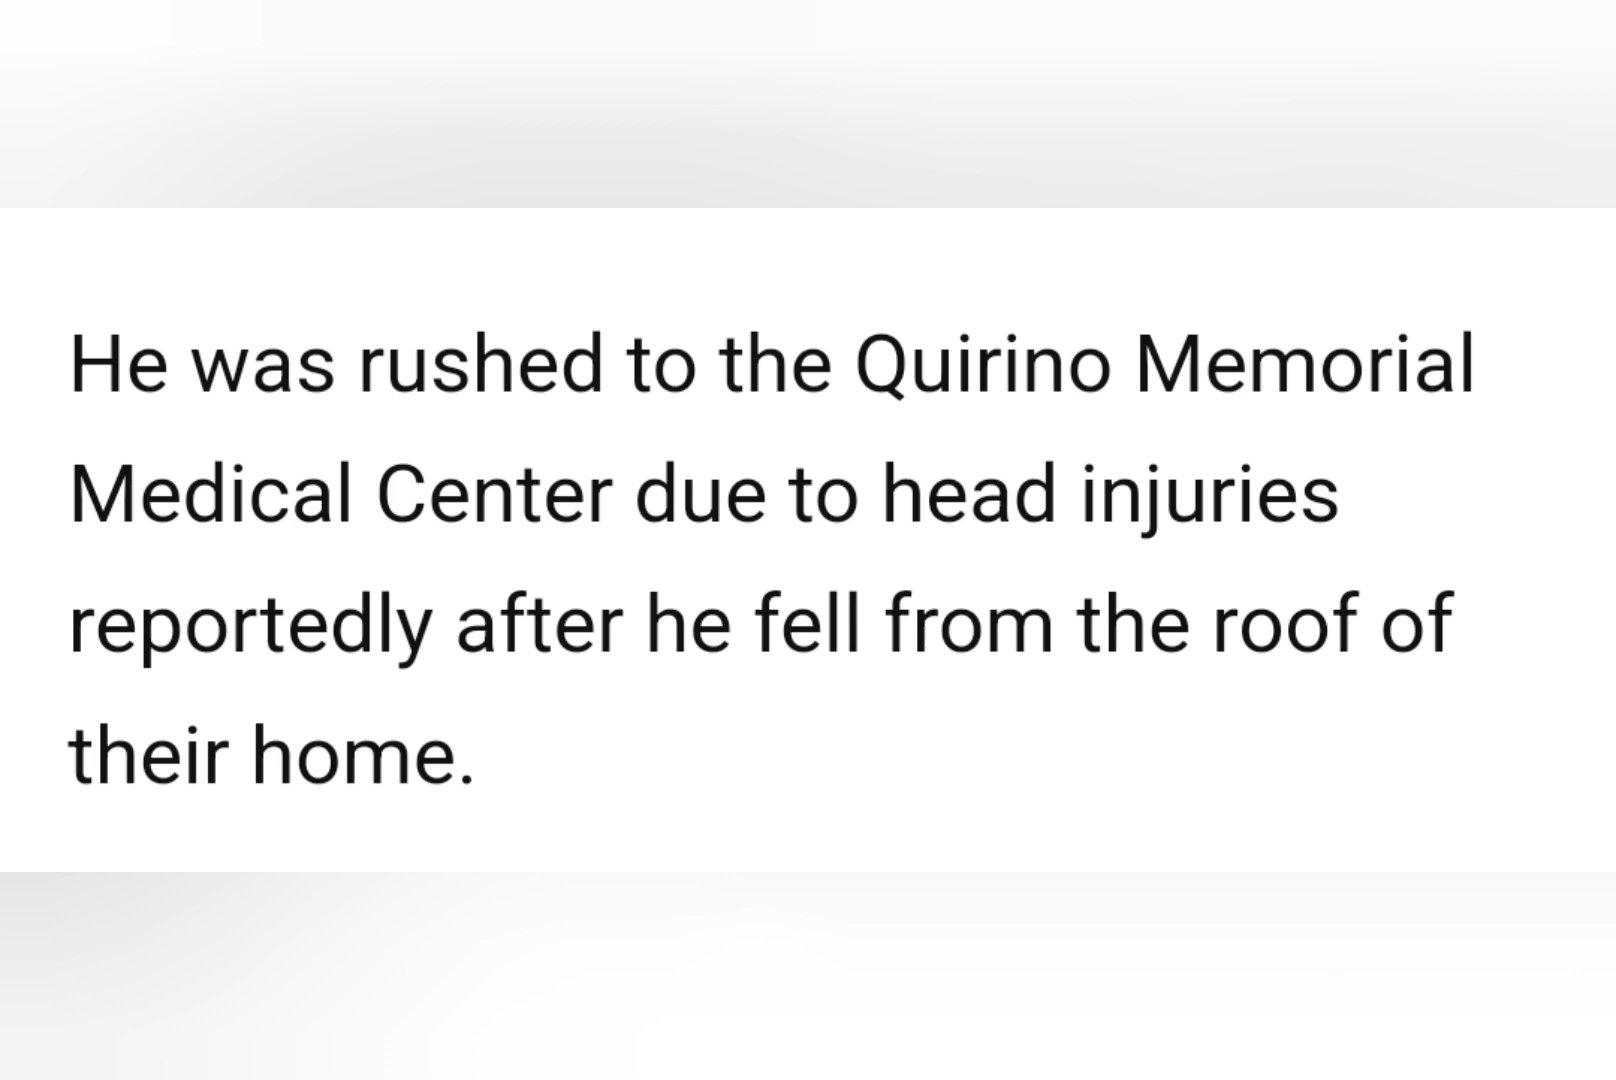 He was rushed to the Quirino Memorial
Medical Center due to head injuries
reportedly after he fell from the roof of
their home.